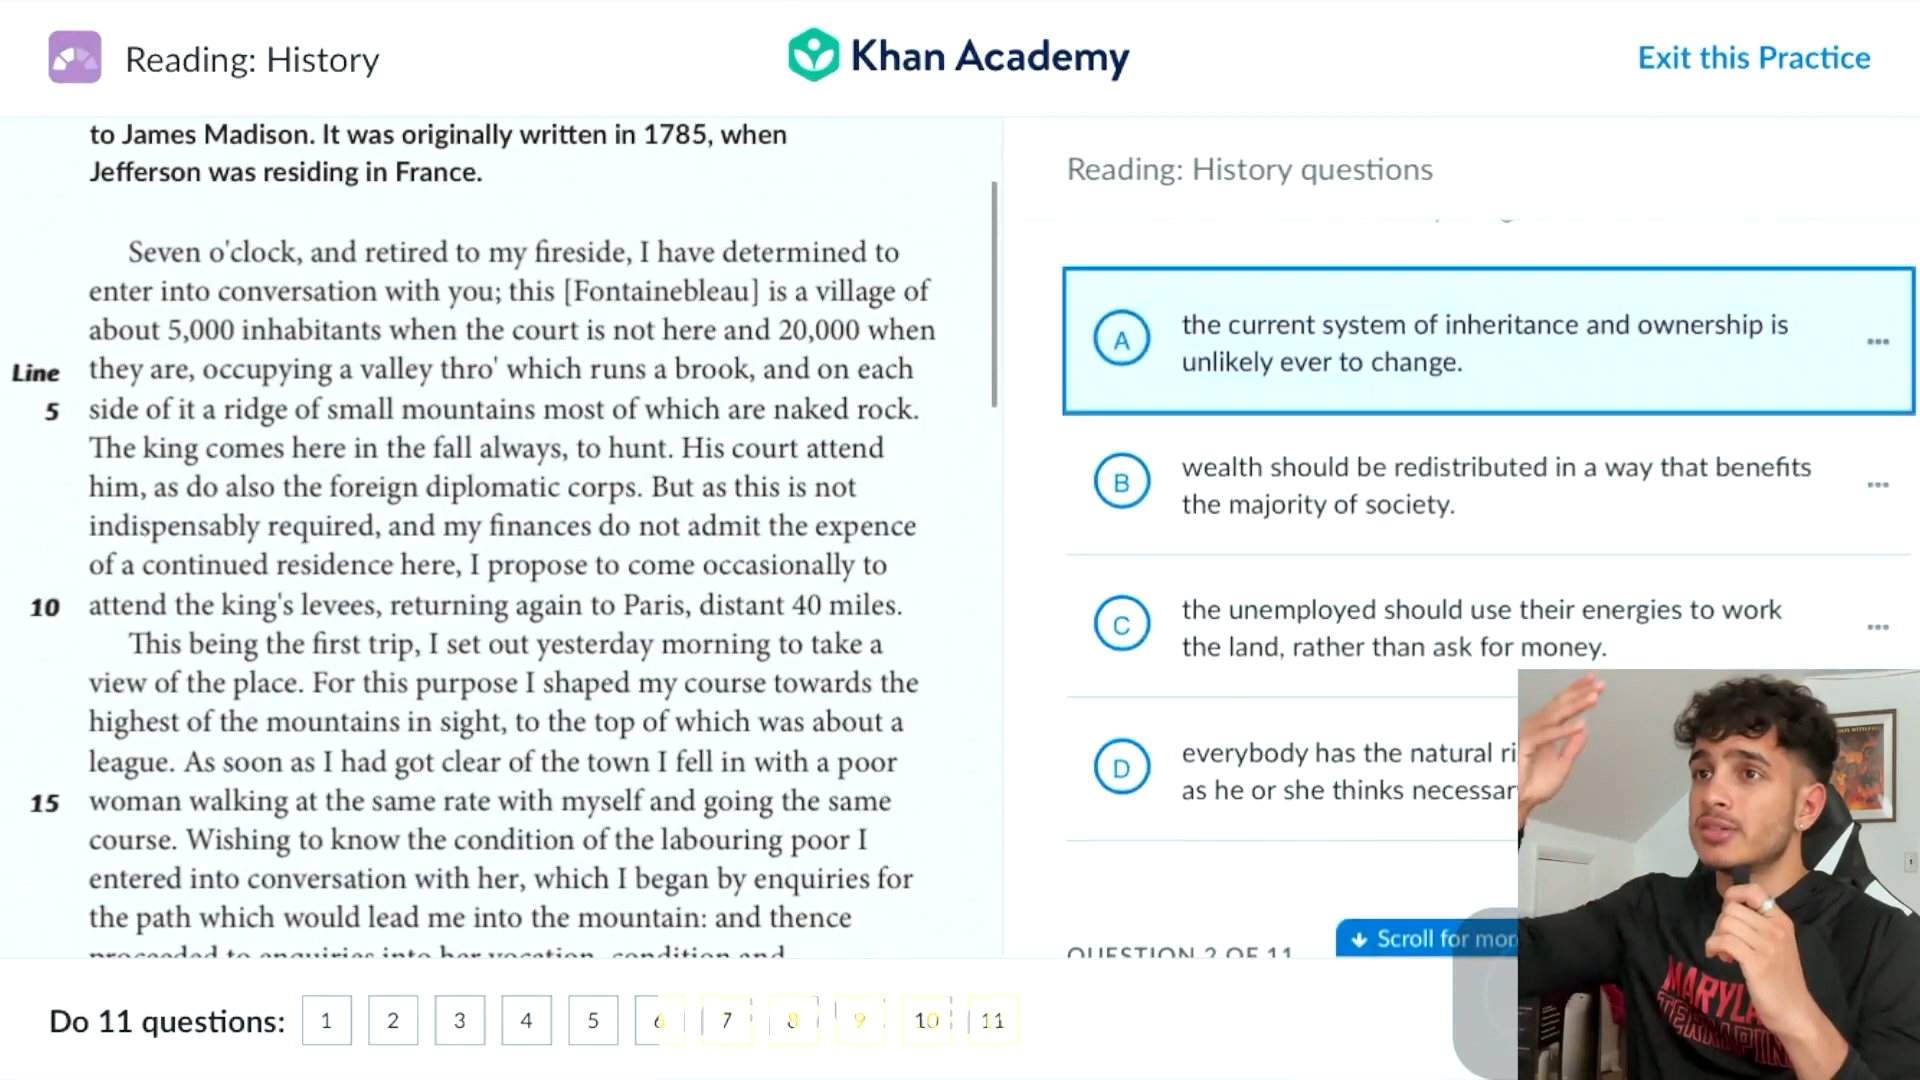 Reading: History
Khan Academy
Exit this Practice
to James Madison. It was originally written in 1785, when
Jefferson was residing in France.
Seven o'clock, and retired to my fireside, I have determined to
enter into conversation with you; this [Fontainebleau] is a village of
about 5,000 inhabitants when the court is not here and 20,000 when
Line they are, occupying a valley thro' which runs a brook, and on each
5 side of it a ridge of small mountains most of which are naked rock.
The king comes here in the fall always, to hunt. His court attend
him, as do also the foreign diplomatic corps. But as this is not
indispensably required, and my finances do not admit the expence
of a continued residence here, I propose to come occasionally to
10 attend the king's levees, returning again to Paris, distant 40 miles.
This being the first trip, I set out yesterday morning to take a
view of the place. For this purpose I shaped my course towards the
highest of the mountains in sight, to the top of which was about a
league. As soon as I had got clear of the town I fell in with a poor
15 woman walking at the same rate with myself and going the same
course. Wishing to know the condition of the labouring poor I
entered into conversation with her, which I began by enquiries for
the path which would lead me into the mountain: and thence
proceeded to enquiries into her vocation, condition and
Reading: History questions
A the current system of inheritance and ownership is
unlikely ever to change.
B wealth should be redistributed in a way that benefits
the majority of society.
C the unemployed should use their energies to work
the land, rather than ask for money.
D everybody has the natural ri
as he or she thinks necessar
QUESTION 2 OF 11
Scroll for mor
Do 11 questions: 1 2 3 4 5 6 7 8 9 10 11
MARYLA
TERRAPIN